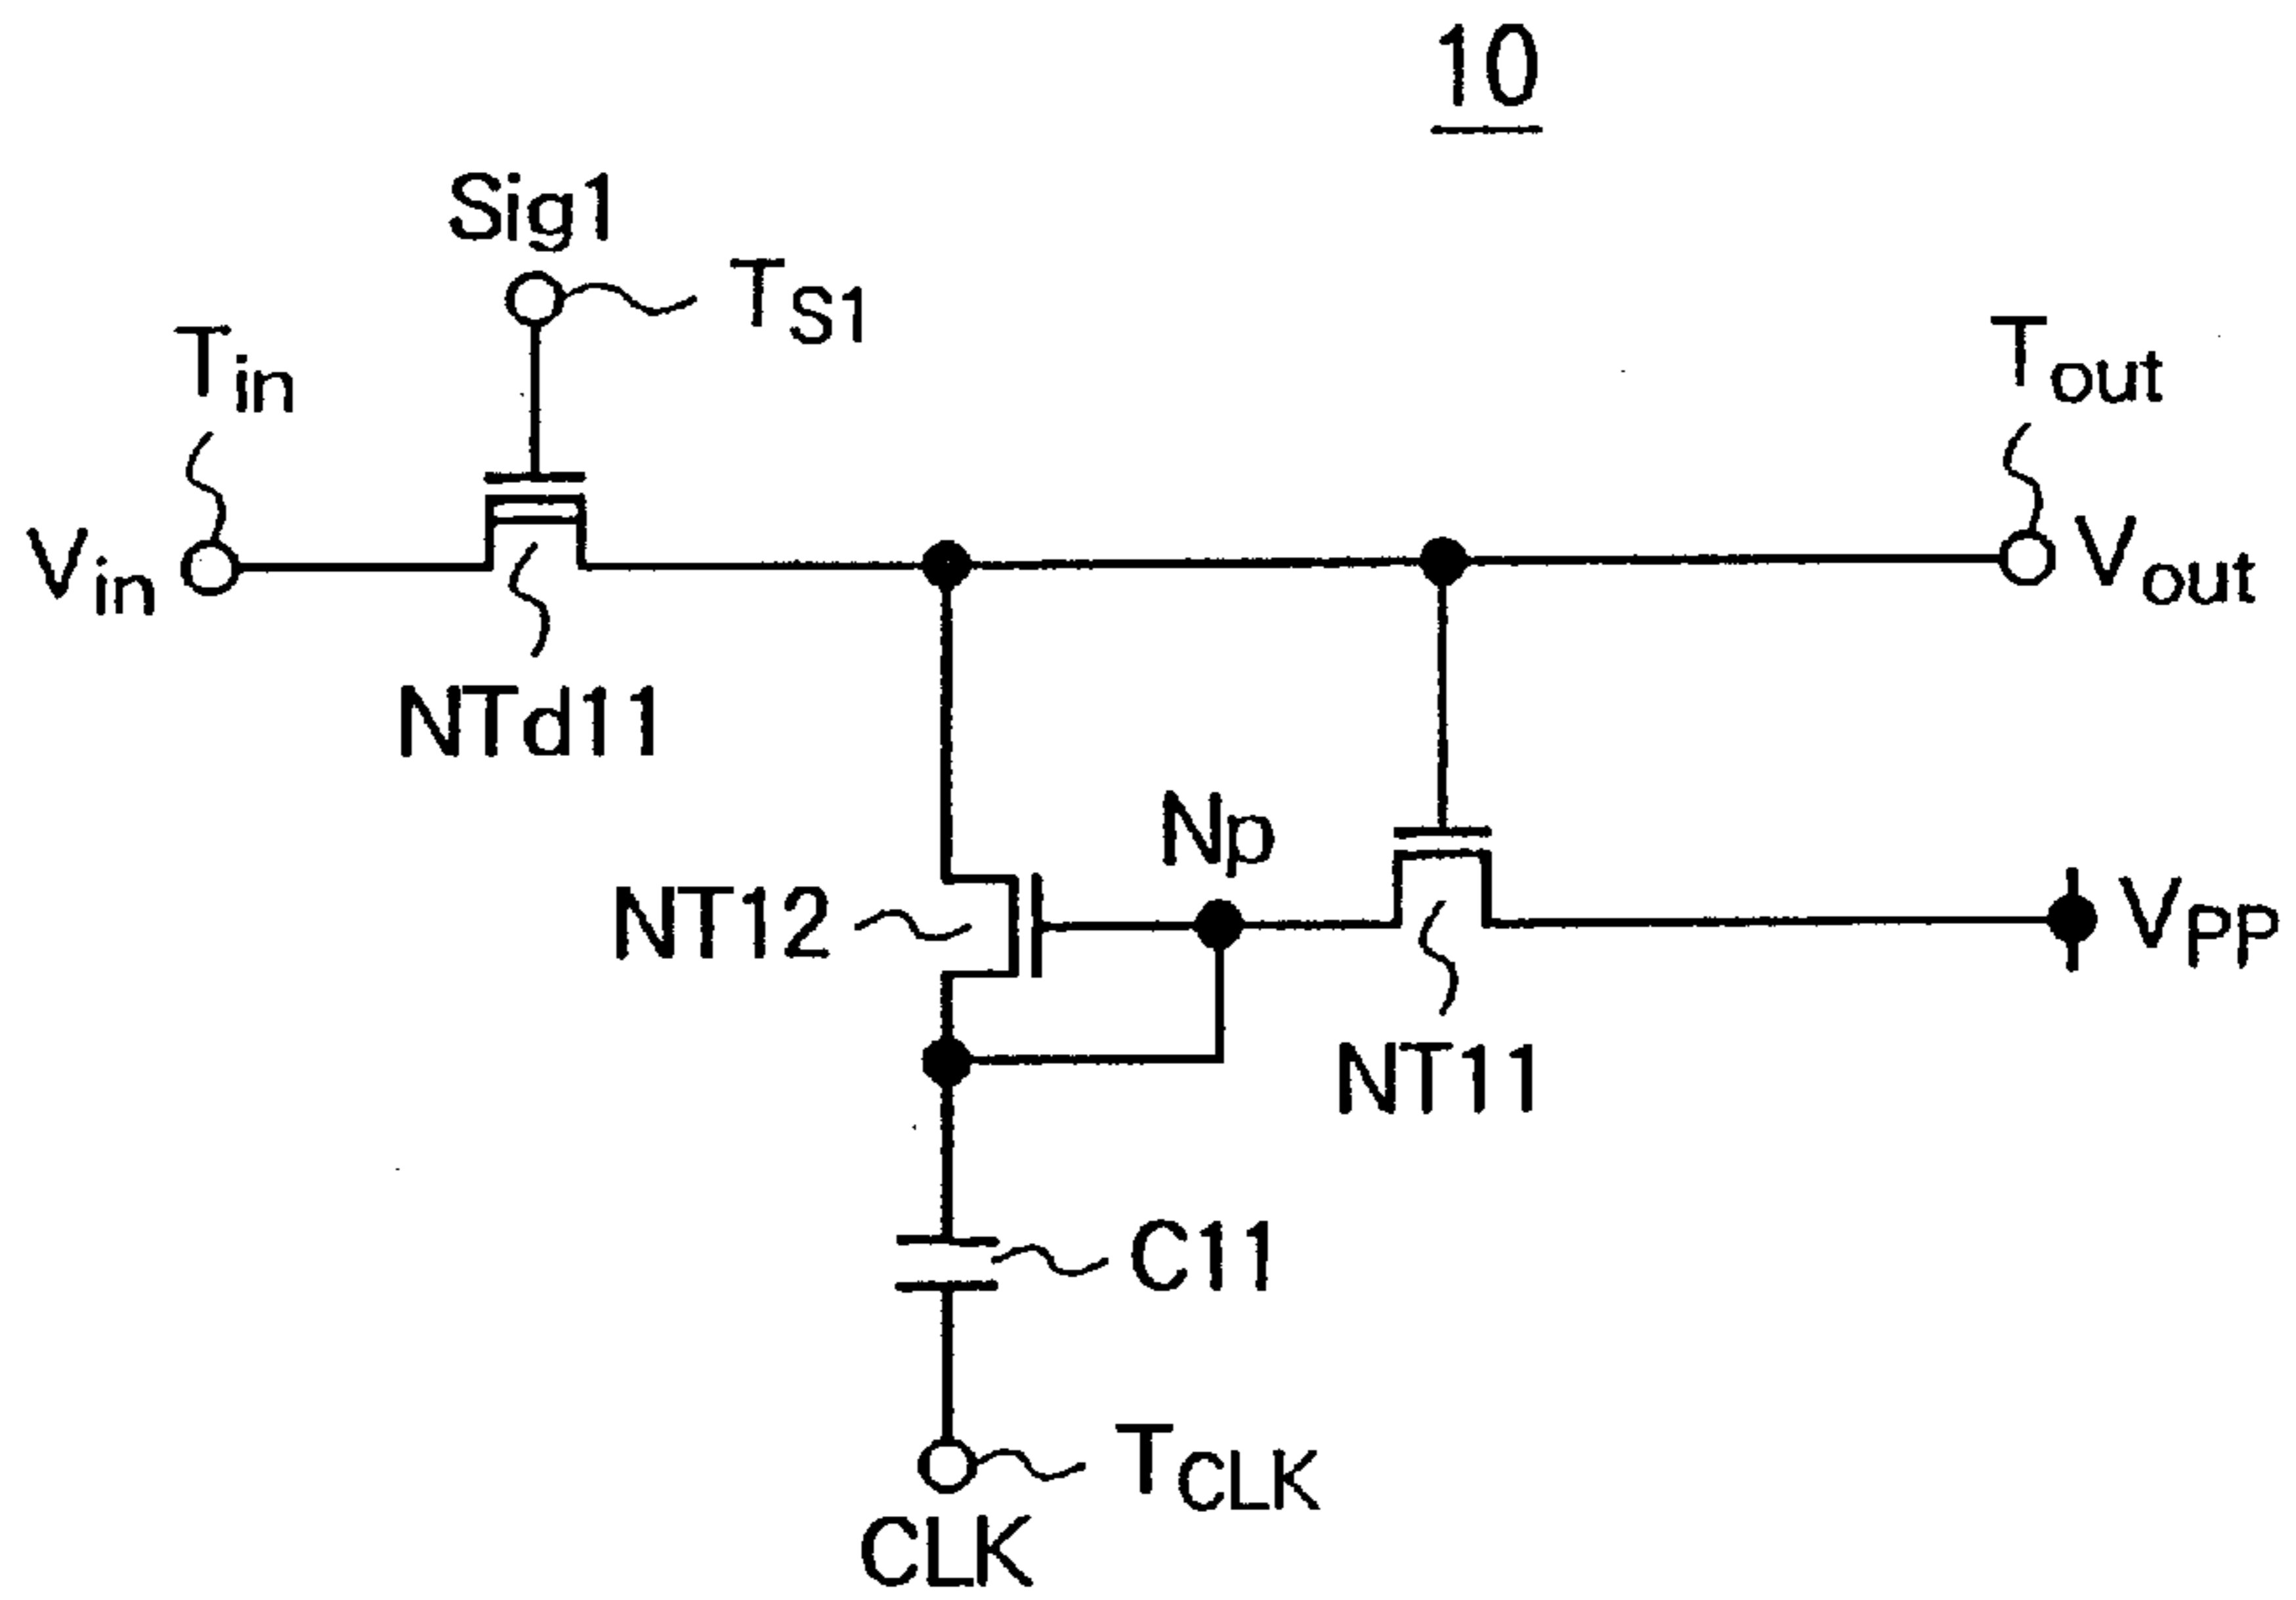 10
Sig1
TS1
Tin
Tout
Vin
Vout
NTd11
Np
NT12
VPP
NT11
C11
TCLK
CLK